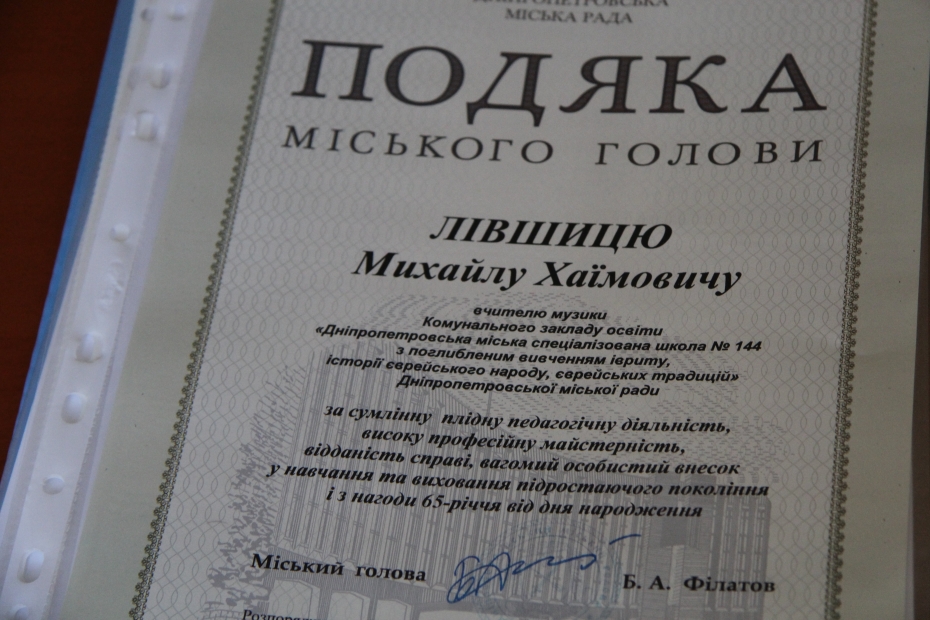 МІСЬКА РАДА
ПОДЯКА
МІСЬКОГО ГОЛОВИ
ЛІВШИЦЮ
Михайлу Хаїмовичу
вчителю музики
Комунального закладу освіти
«Дніпропетровська міська спеціалізована школа № 144
з поглибленим вивченням івриту,
історії єврейського народу, єврейських традицій»
Дніпропетровської міської ради
за сумлінну плідну педагогічну діяльність,
високу професійну майстерність,
відданість справі, вагомий особистий внесок
у навчання та виховання підростаючого покоління
і з нагоди 65-річчя від дня народження
Міський голова Б. А. Філатов